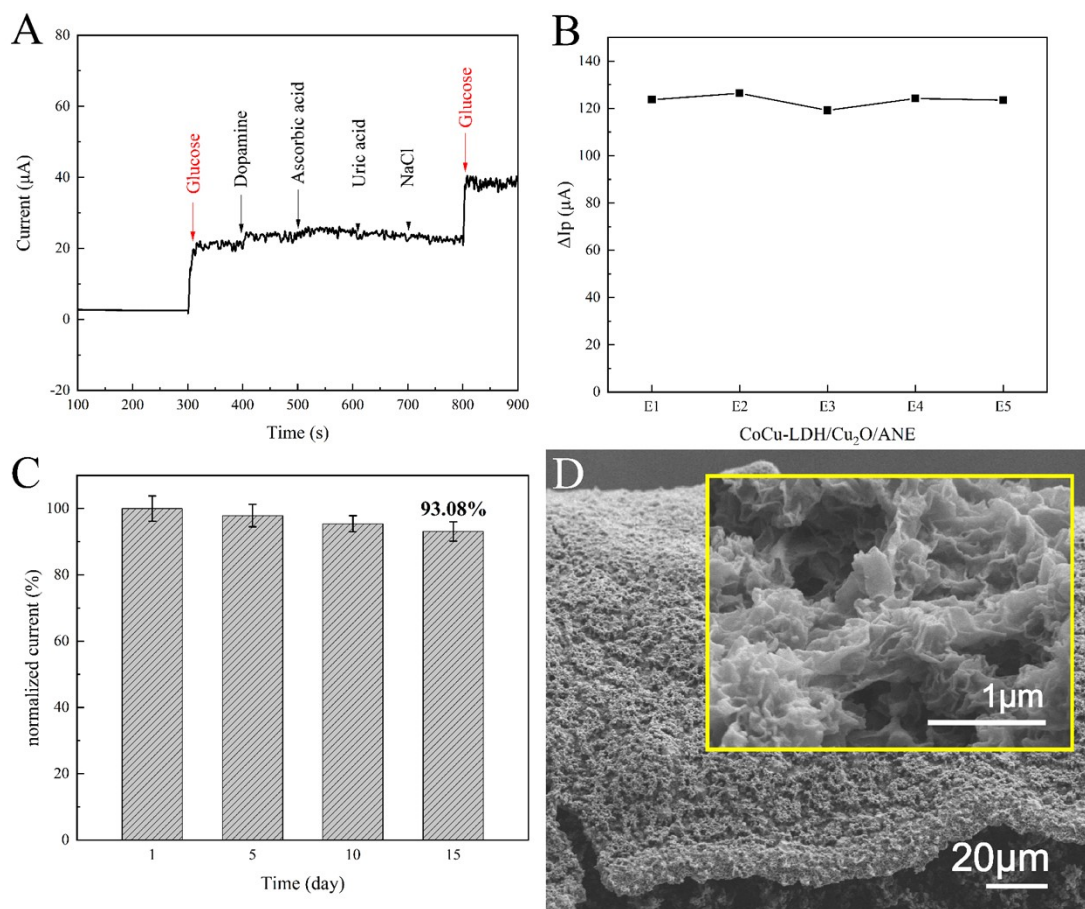 A
Current (μA)
80
60
40
20
0
-20
Glucose
Dopamine
Ascorbic acid
Uric acid
NaCl
Glucose
100 200 300 400 500 600 700 800 900
Time (s)
B
ΔIp (μA)
140
120
100
80
60
40
20
0
E1 E2 E3 E4 E5
CoCu-LDH/Cu₂O/ANE
C
normalized current (%)
100
80
60
40
20
0
93.08%
1 5 10 15
Time (day)
D
1μm
20μm